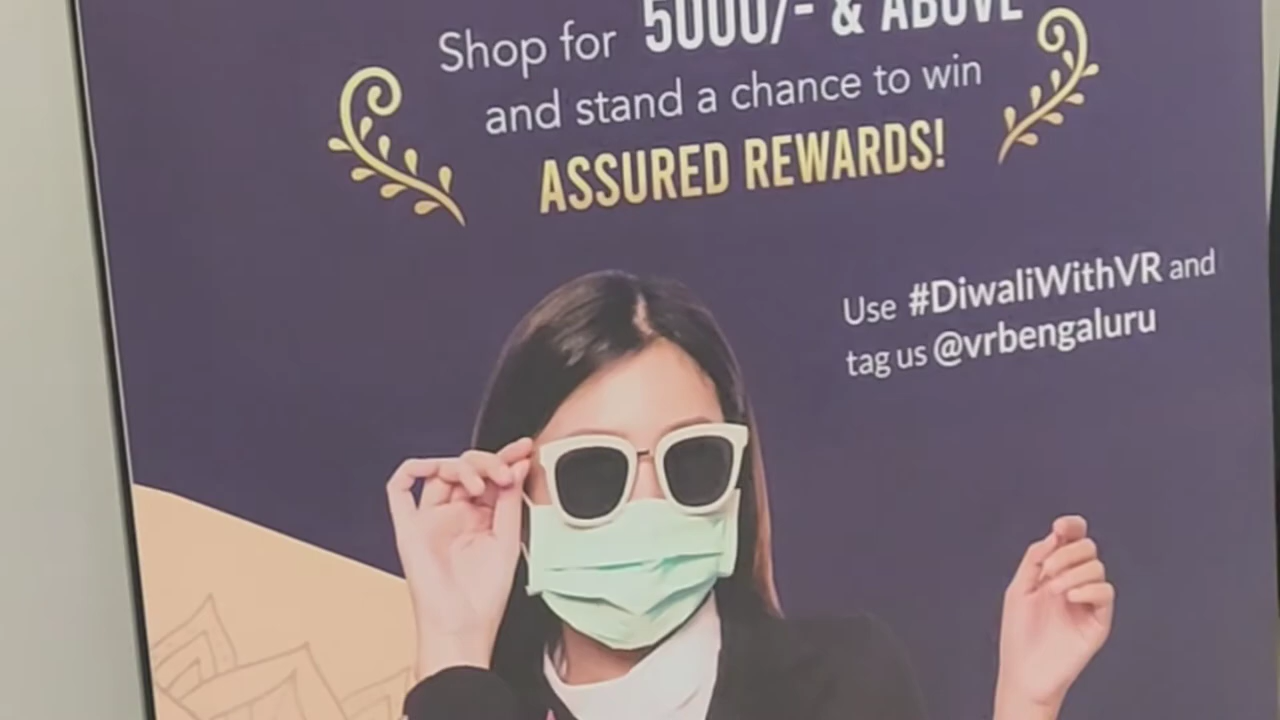 Shop for 5000/- & ABOVE
and stand a chance to win
ASSURED REWARDS!
Use #DiwaliWithVR and
tag us @vrbengaluru